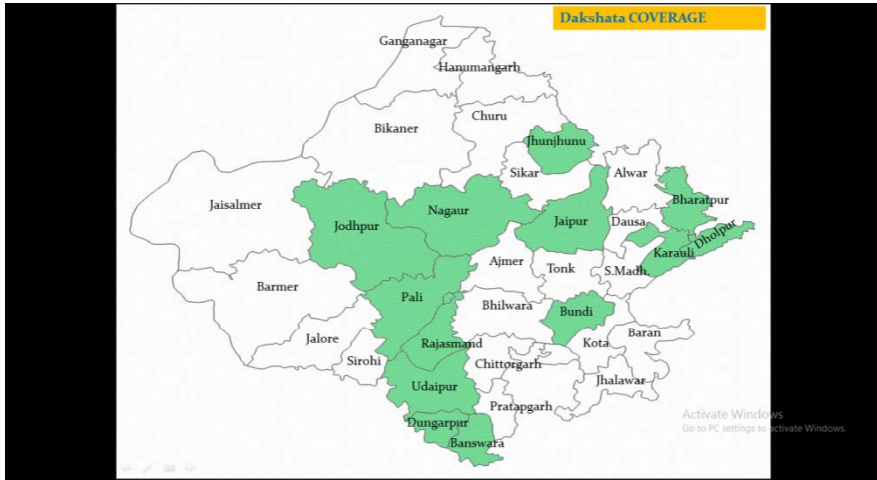 Dakshata COVERAGE
Ganganagar
Hanumangarh
Churu
Bikaner
Jhunjhunu
Sikar
Alwar
Bharatpur
Jaisalmer
Nagaur
Jodhpur
Jaipur
Dausa
Dholpur
Karauli
Ajmer
Tonk
S.Madh.
Barmer
Pali
Bhilwara
Bundi
Baran
Jalore
Rajasmand
Kota
Sirohi
Chittorgarh
Udaipur
Jhalawar
Pratapgarh
Dungarpur
Banswara
Activate Windows
Go to PC settings to activate Windows.